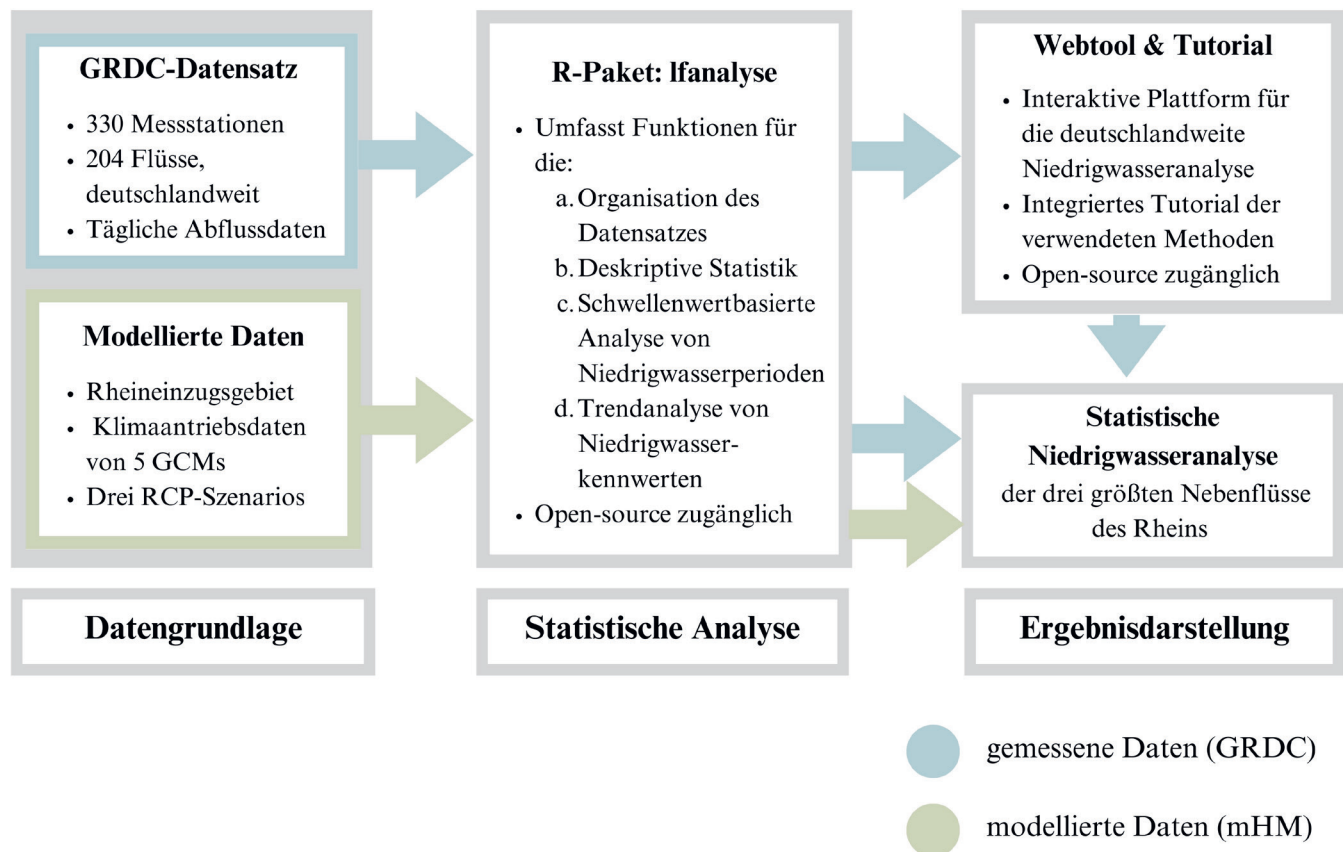 GRDC-Datensatz
• 330 Messstationen
• 204 Flüsse,
deutschlandweit
• Tägliche Abflussdaten
Modellierte Daten
• Rheineinzugsgebiet
• Klimaantriebsdaten
von 5 GCMs
• Drei RCP-Szenarios
Datengrundlage
R-Paket: lfanalyse
• Umfasst Funktionen für
die:
a. Organisation des
Datensatzes
b. Deskriptive Statistik
c. Schwellenwertbasierte
Analyse von
Niedrigwasserperioden
d. Trendanalyse von
Niedrigwasser-
kennwerten
• Open-source zugänglich
Statistische Analyse
Webtool & Tutorial
• Interaktive Plattform für
die deutschlandweite
Niedrigwasseranalyse
• Integriertes Tutorial der
verwendeten Methoden
• Open-source zugänglich
Statistische
Niedrigwasseranalyse
der drei größten Nebenflüsse
des Rheins
Ergebnisdarstellung
gemessene Daten (GRDC)
modellierte Daten (mHM)